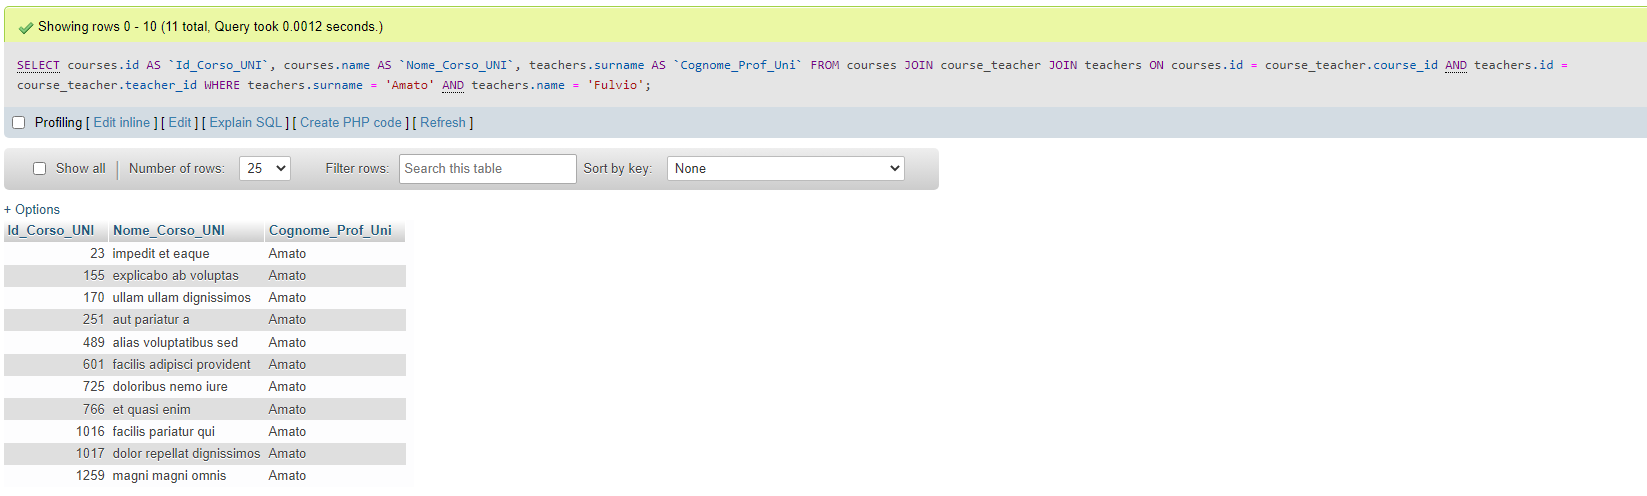 Showing rows 0 - 10 (11 total, Query took 0.0012 seconds.)
SELECT courses.id AS `Id_Corso_UNI`, courses.name AS `Nome_Corso_UNI`, teachers.surname AS `Cognome_Prof_Uni` FROM courses JOIN course_teacher JOIN teachers ON courses.id = course_teacher.course_id AND teachers.id =
course_teacher.teacher_id WHERE teachers.surname = 'Amato' AND teachers.name = 'Fulvio';
Profiling [ Edit inline ] [ Edit ] [ Explain SQL ] [ Create PHP code ] [ Refresh ]
Show all Number of rows: 25 Filter rows: Search this table Sort by key: None
+ Options
Id_Corso_UNI Nome_Corso_UNI Cognome_Prof_Uni
23 impedit et eaque Amato
155 explicabo ab voluptas Amato
170 ullam ullam dignissimos Amato
251 aut pariatur a Amato
489 alias voluptatibus sed Amato
601 facilis adipisci provident Amato
725 doloribus nemo iure Amato
766 et quasi enim Amato
1016 facilis pariatur qui Amato
1017 dolor repellat dignissimos Amato
1259 magni magni omnis Amato